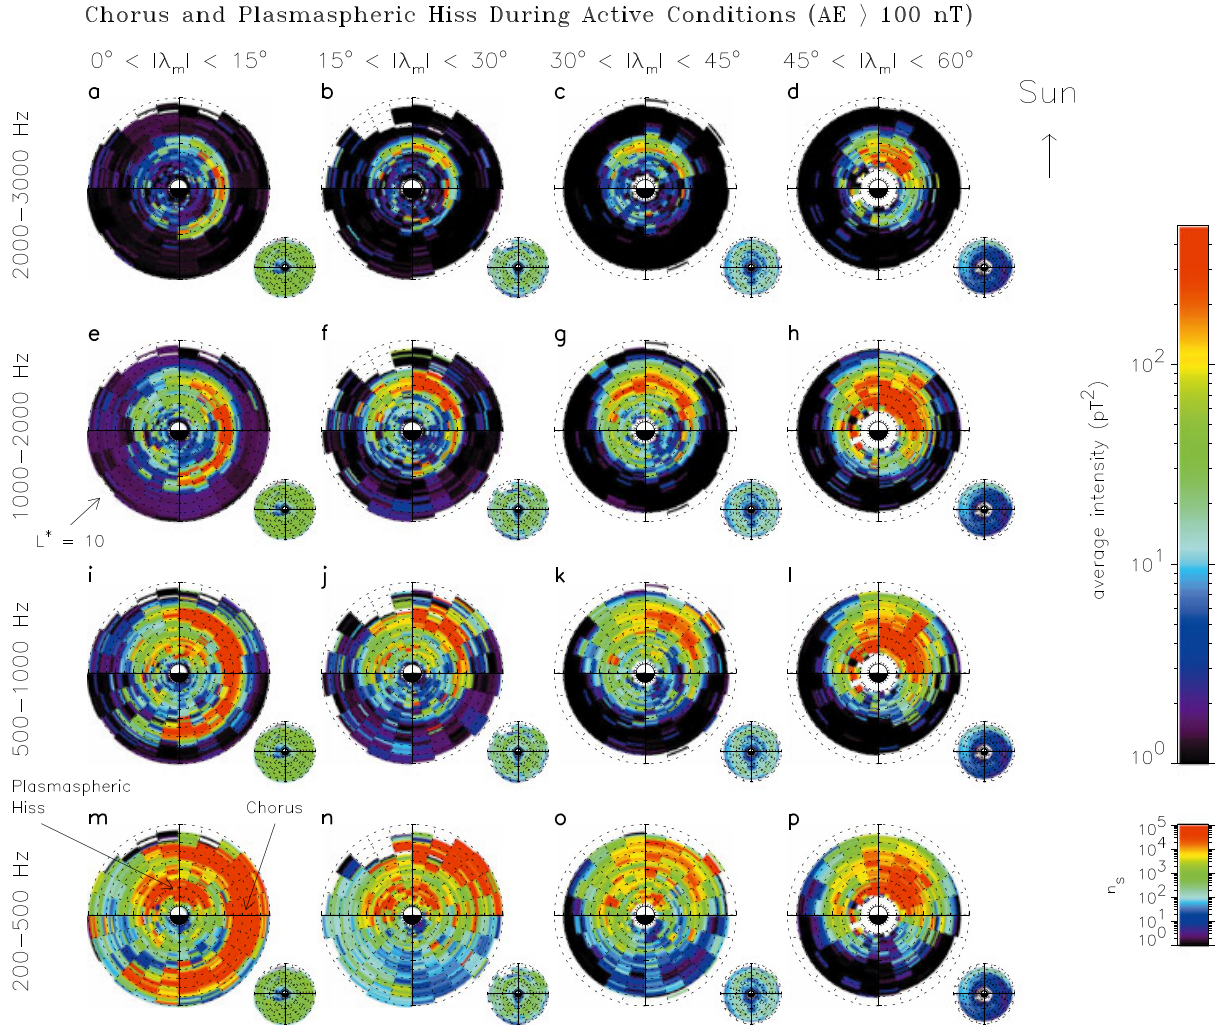 Chorus and Plasmaspheric Hiss During Active Conditions (AE > 100 nT)
0° < |λm| < 15° 15° < |λm| < 30° 30° < |λm| < 45° 45° < |λm| < 60°
Sun
2000-3000 Hz
a b c d
1000-2000 Hz
e f g h
L* = 10
500-1000 Hz
i j k l
Plasmaspheric
Hiss
Chorus
200-500 Hz
m n o p
average intensity (pT²)
10²
10¹
10⁰
ns
10⁵
10⁴
10³
10²
10¹
10⁰
10⁰